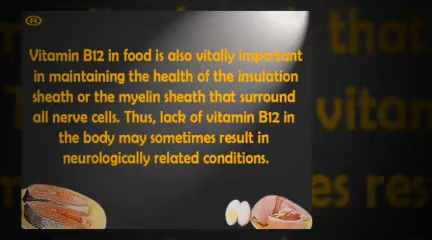 ®
Vitamin B12 in food is also vitally important
in maintaining the health of the insulation
sheath or the myelin sheath that surround
all nerve cells. Thus, lack of vitamin B12 in
the body may sometimes result in
neurologically related conditions.